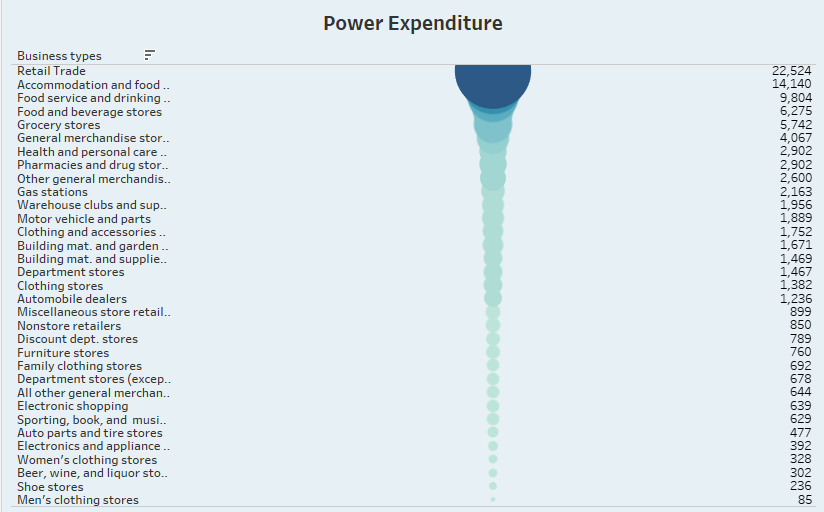 Power Expenditure
Business types
Retail Trade 22,524
Accommodation and food .. 14,140
Food service and drinking .. 9,804
Food and beverage stores 6,275
Grocery stores 5,742
General merchandise stor.. 4,067
Health and personal care .. 2,902
Pharmacies and drug stor.. 2,902
Other general merchandis.. 2,600
Gas stations 2,163
Warehouse clubs and sup.. 1,956
Motor vehicle and parts 1,889
Clothing and accessories .. 1,752
Building mat. and garden .. 1,671
Building mat. and supplie.. 1,469
Department stores 1,467
Clothing stores 1,382
Automobile dealers 1,236
Miscellaneous store retail.. 899
Nonstore retailers 850
Discount dept. stores 789
Furniture stores 760
Family clothing stores 692
Department stores (excep.. 678
All other general merchan.. 644
Electronic shopping 639
Sporting, book, and musi.. 629
Auto parts and tire stores 477
Electronics and appliance .. 392
Women's clothing stores 328
Beer, wine, and liquor sto.. 302
Shoe stores 236
Men's clothing stores 85